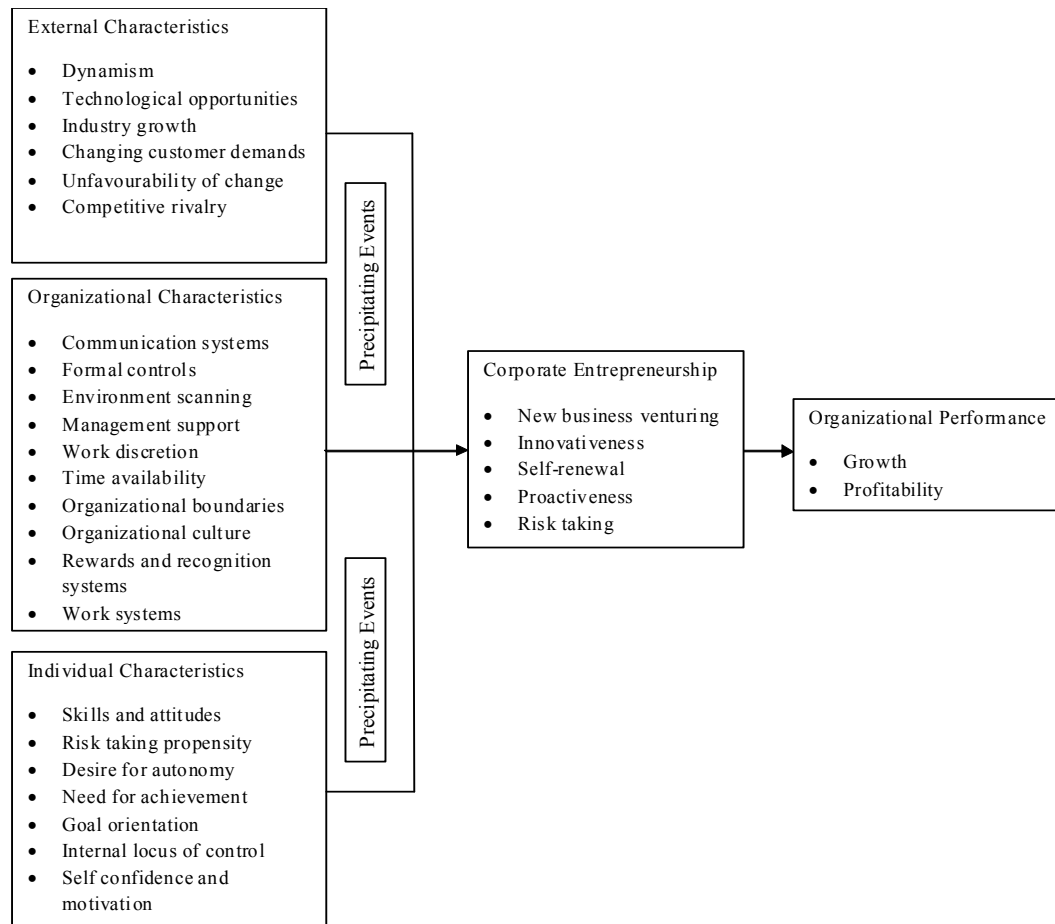 External Characteristics
• Dynamism
• Technological opportunities
• Industry growth
• Changing customer demands
• Unfavourability of change
• Competitive rivalry
Precipitating Events
Organizational Characteristics
• Communication systems
• Formal controls
• Environment scanning
• Management support
• Work discretion
• Time availability
• Organizational boundaries
• Organizational culture
• Rewards and recognition
systems
• Work systems
Precipitating Events
Individual Characteristics
• Skills and attitudes
• Risk taking propensity
• Desire for autonomy
• Need for achievement
• Goal orientation
• Internal locus of control
• Self confidence and
motivation
Corporate Entrepreneurship
• New business venturing
• Innovativeness
• Self-renewal
• Proactiveness
• Risk taking
Organizational Performance
• Growth
• Profitability